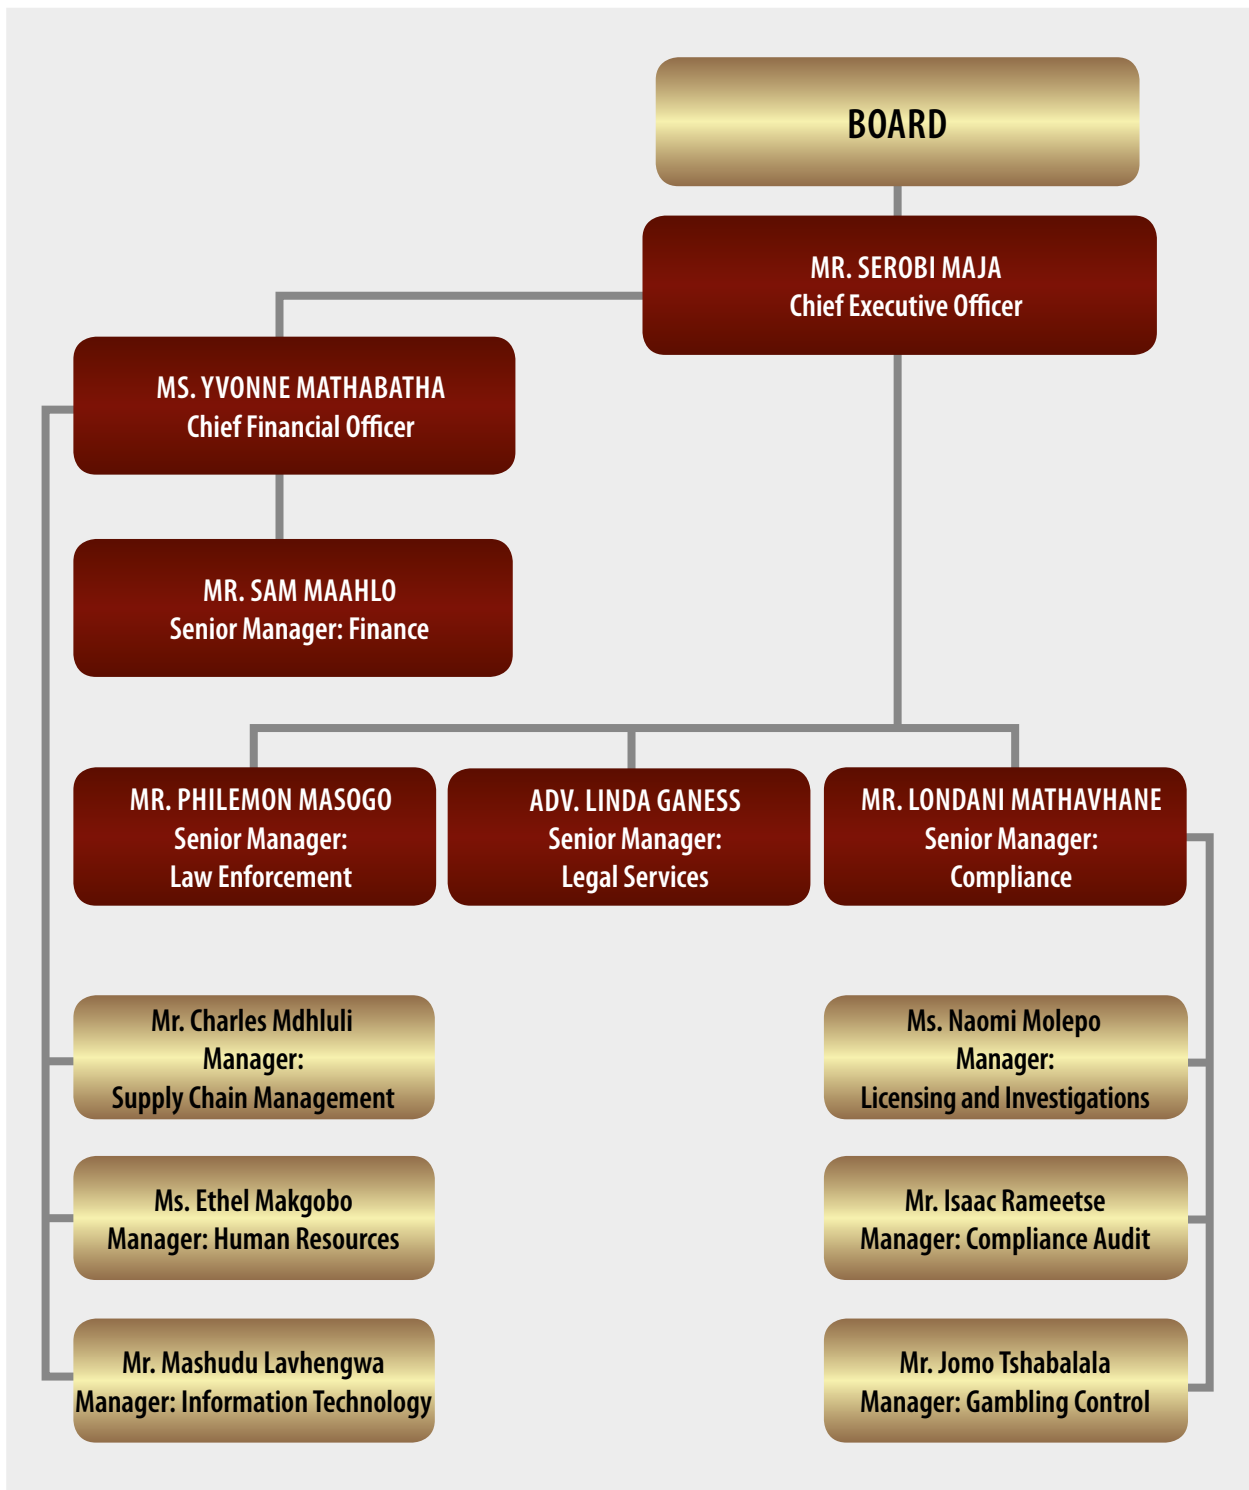 BOARD
MR. SEROBI MAJA
Chief Executive Officer
MS. YVONNE MATHABATHA
Chief Financial Officer
MR. SAM MAAHLO
Senior Manager: Finance
MR. PHILEMON MASOGO
Senior Manager:
Law Enforcement
ADV. LINDA GANESS
Senior Manager:
Legal Services
MR. LONDANI MATHAVHANE
Senior Manager:
Compliance
Mr. Charles Mdhluli
Manager:
Supply Chain Management
Ms. Naomi Molepo
Manager:
Licensing and Investigations
Ms. Ethel Makgobo
Manager: Human Resources
Mr. Isaac Rameetse
Manager: Compliance Audit
Mr. Mashudu Lavhengwa
Manager: Information Technology
Mr. Jomo Tshabalala
Manager: Gambling Control